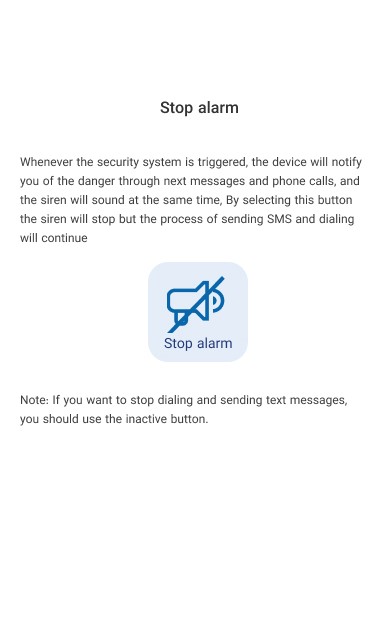 Stop alarm
Whenever the security system is triggered, the device will notify
you of the danger through next messages and phone calls, and
the siren will sound at the same time, By selecting this button
the siren will stop but the process of sending SMS and dialing
will continue
Stop alarm
Note: If you want to stop dialing and sending text messages,
you should use the inactive button.